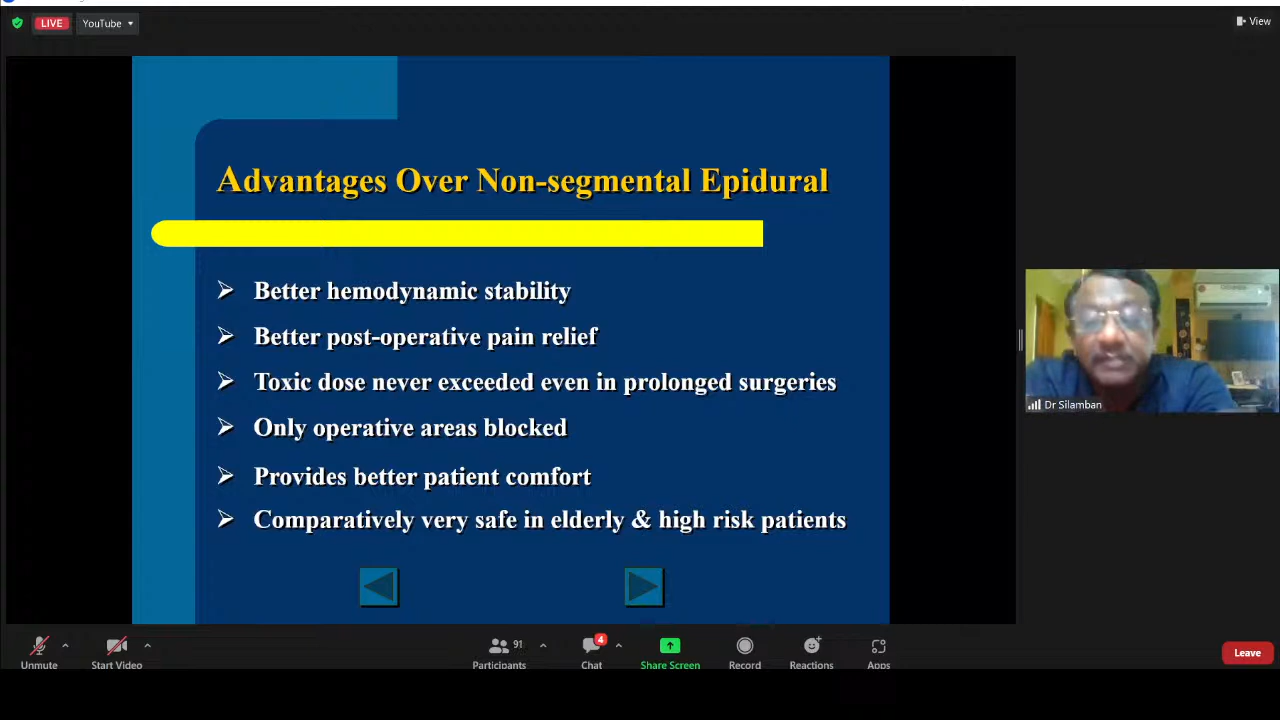 LIVE
YouTube
View
Advantages Over Non-segmental Epidural
Better hemodynamic stability
Better post-operative pain relief
Toxic dose never exceeded even in prolonged surgeries
Only operative areas blocked
Provides better patient comfort
Comparatively very safe in elderly & high risk patients
Dr Silamban
91
4
Unmute
Start Video
Participants
Chat
Share Screen
Record
Reactions
Apps
Leave